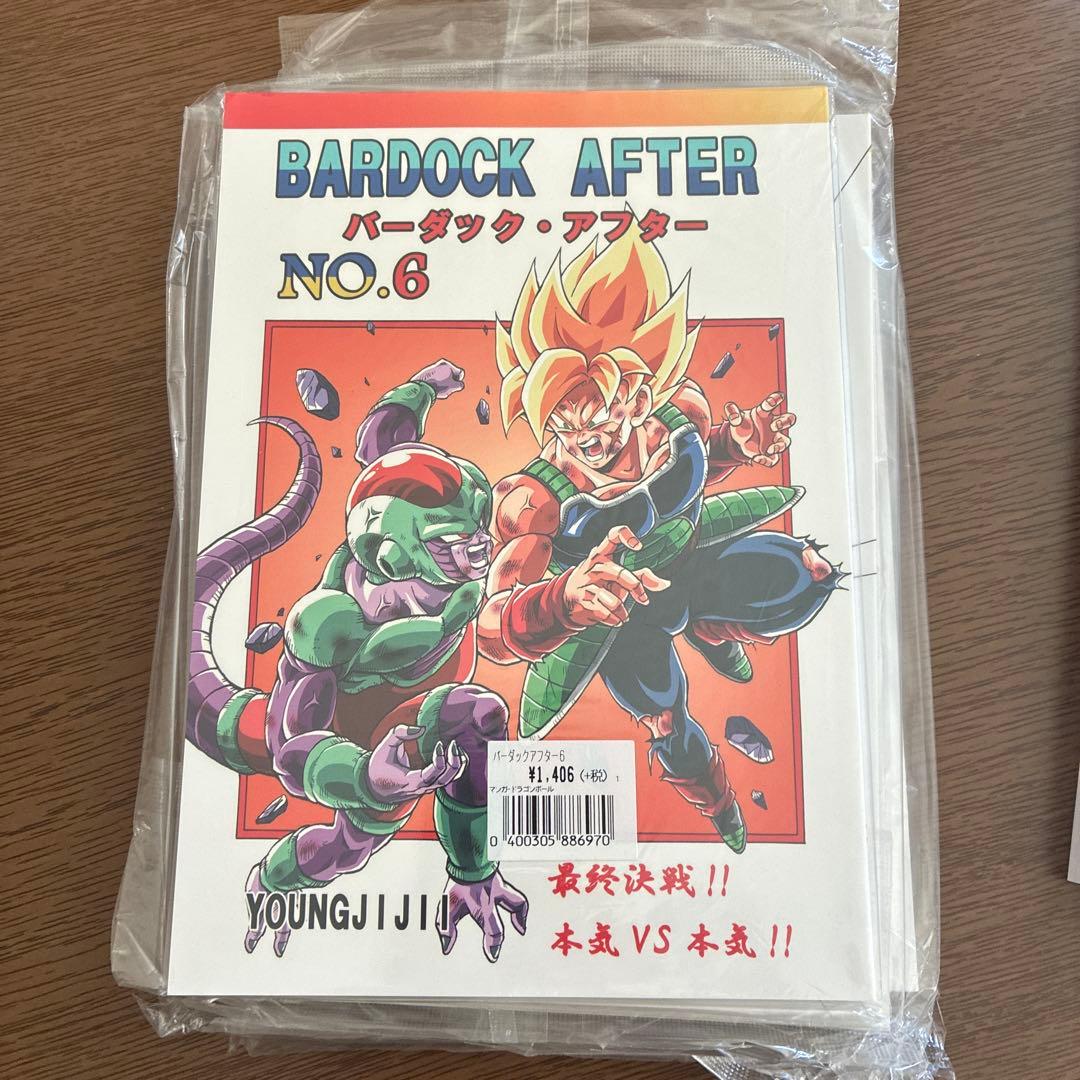 BARDOCK AFTER
バーダック・アフター
NO.6
バーダックアフター6
¥1,406(+税) 1
マンガ-ドラゴンボール
0 400305 886970
YOUNGJIJII
最終決戦!!
本気 VS 本気!!